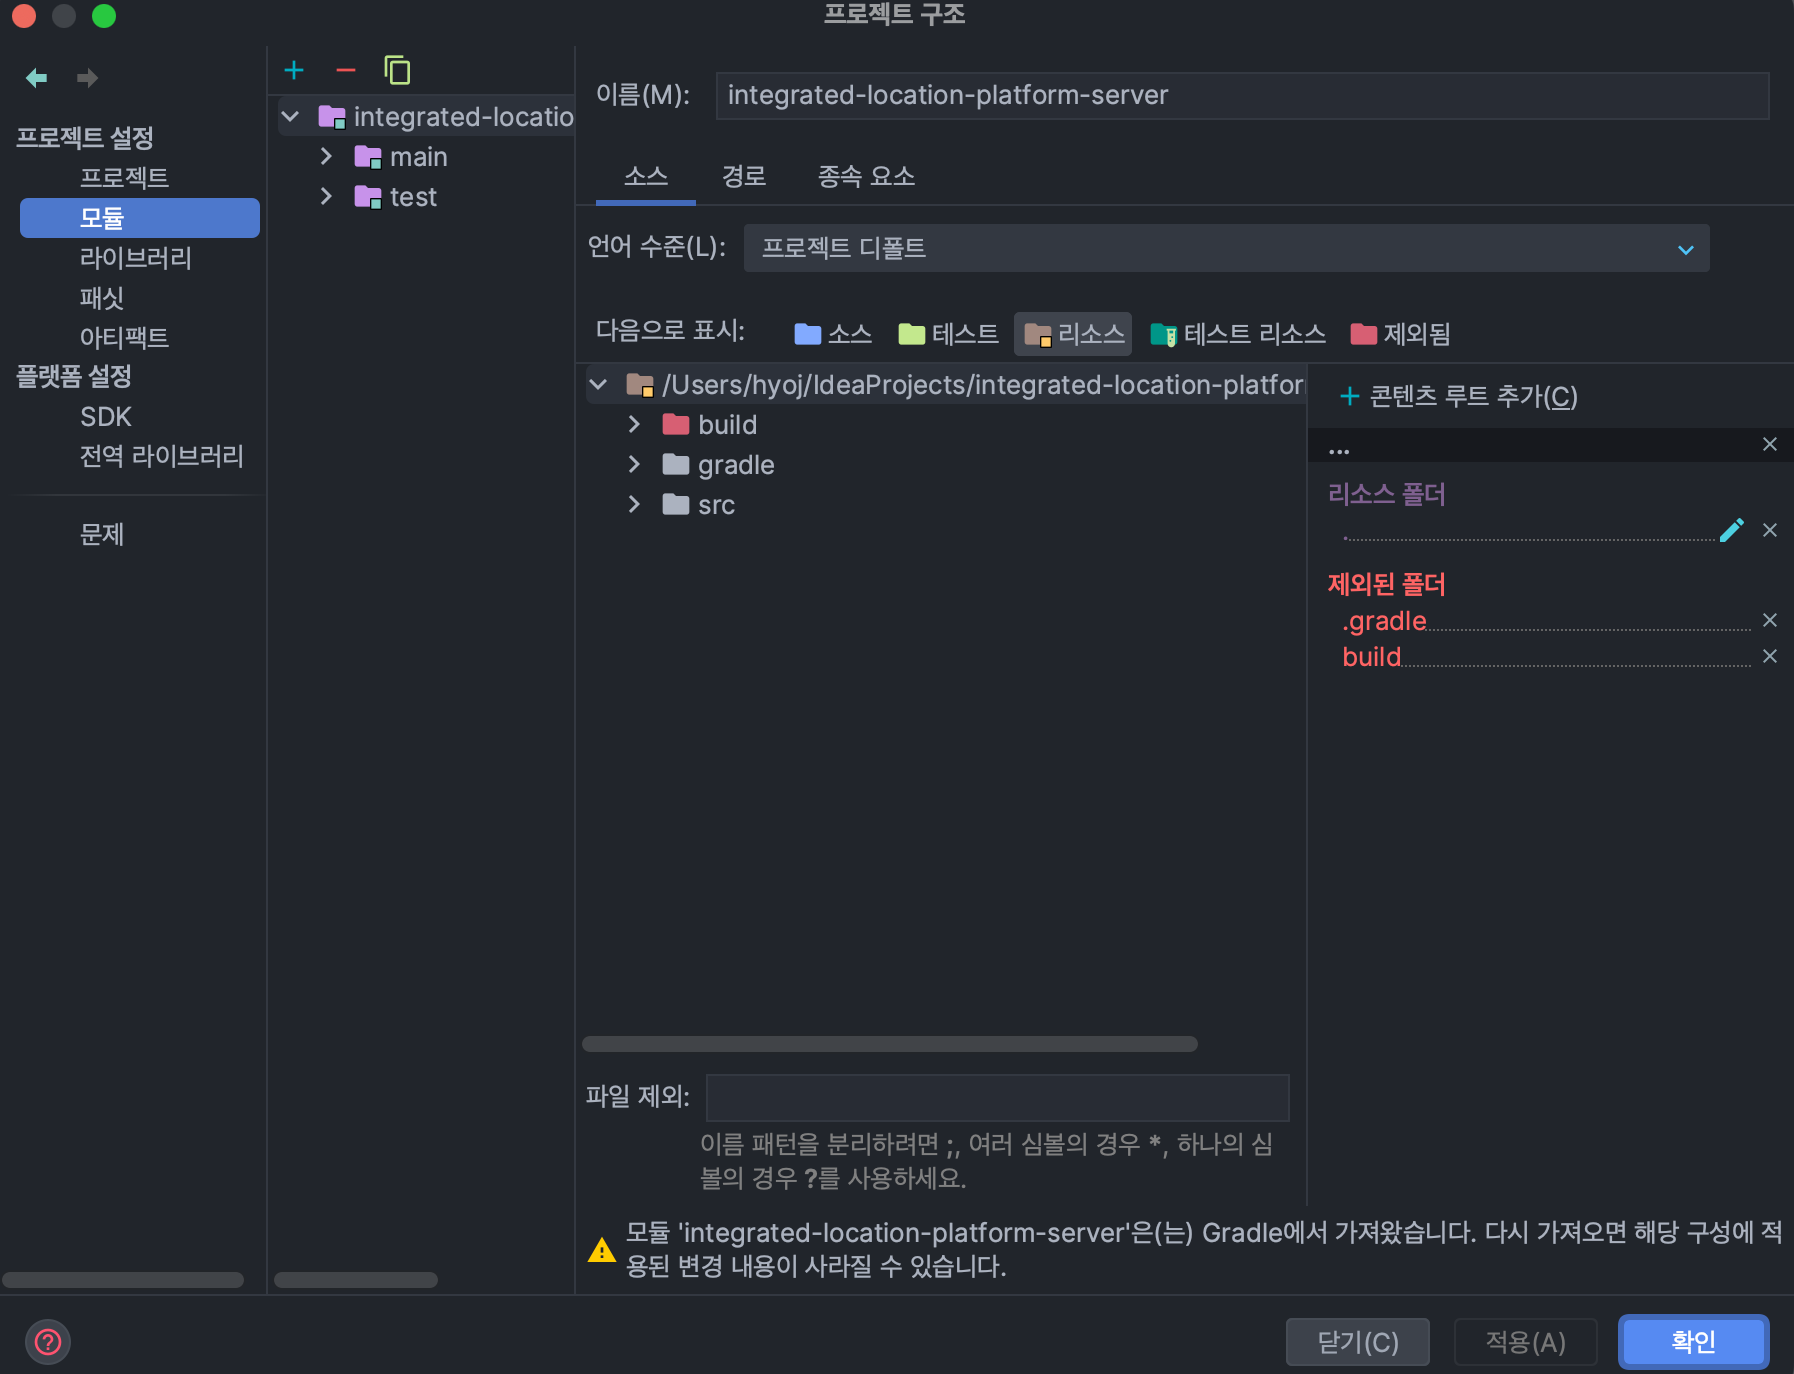 프로젝트 구조
프로젝트 설정
프로젝트
모듈
라이브러리
패싯
아티팩트
플랫폼 설정
SDK
전역 라이브러리
문제
integrated-locatio
main
test
이름(M):
integrated-location-platform-server
소스
경로
종속 요소
언어 수준(L):
프로젝트 디폴트
다음으로 표시:
소스
테스트
리소스
테스트 리소스
제외됨
/Users/hyoj/IdeaProjects/integrated-location-platfor
build
gradle
src
콘텐츠 루트 추가(C)
...
리소스 폴더
.
제외된 폴더
.gradle
build
파일 제외:
이름 패턴을 분리하려면 ;, 여러 심볼의 경우 *, 하나의 심
볼의 경우 ?를 사용하세요.
모듈 'integrated-location-platform-server'은(는) Gradle에서 가져왔습니다. 다시 가져오면 해당 구성에 적
용된 변경 내용이 사라질 수 있습니다.
닫기(C)
적용(A)
확인